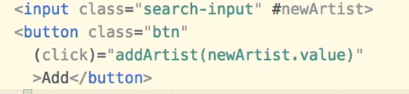 <input class="search-input" #newArtist>
<button class="btn"
(click)="addArtist(newArtist.value)"
>Add</button>